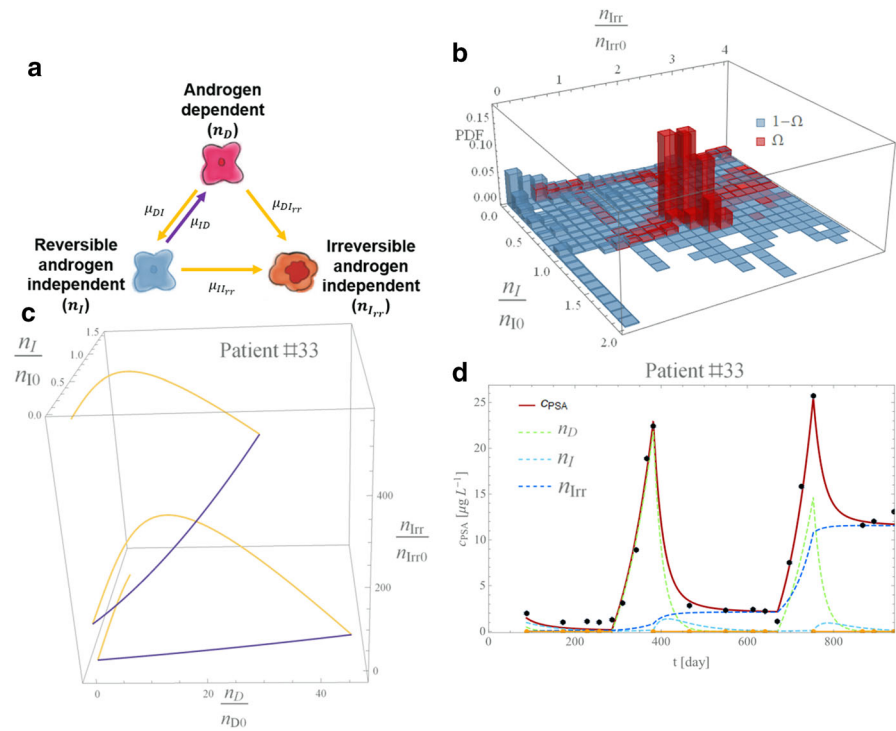 a
Androgen
dependent
(n_D)
μ_DI
μ_ID
μ_DI_rr
Reversible
androgen
independent
(n_I)
μ_II_rr
Irreversible
androgen
independent
(n_I_rr)
b
n_Irr
n_Irr0
0
1
2
3
4
0.15
0.10
PDF
0.05
0.00
1−Ω
Ω
0.0
0.5
1.0
1.5
2.0
n_I
n_I0
c
Patient #33
n_I
n_I0
1.5
1.0
0.5
0.0
400
n_Irr
n_Irr0
200
0
0
20
40
n_D
n_D0
d
Patient #33
25
20
15
10
5
0
c_PSA [μg L⁻¹]
c_PSA
n_D
n_I
n_Irr
0
200
400
600
800
t [day]